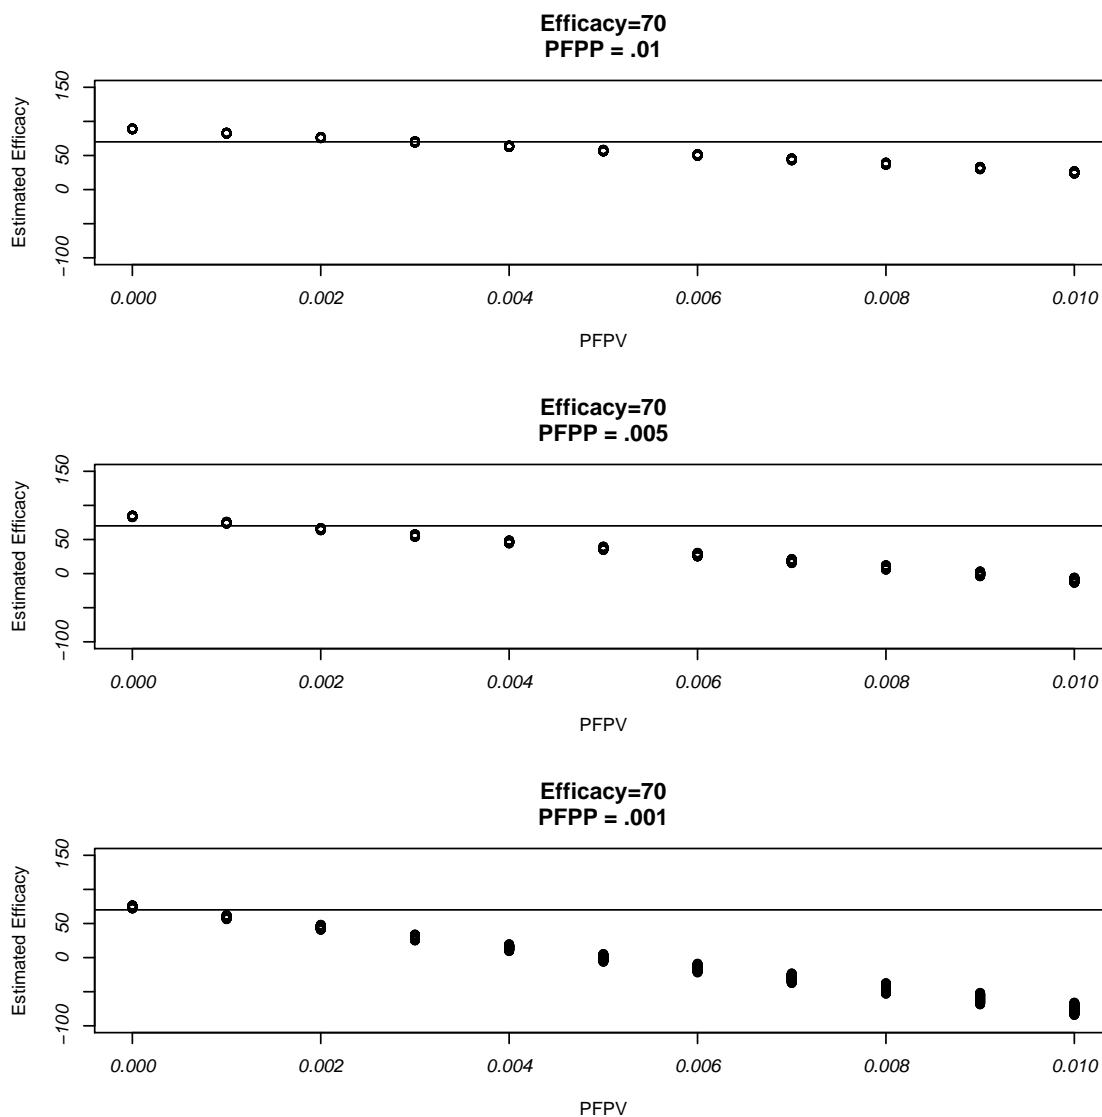 Efficacy=70
PFPP = .01
Estimated Efficacy
150
50
0
−100
0.000 0.002 0.004 0.006 0.008 0.010
PFPV
Efficacy=70
PFPP = .005
Estimated Efficacy
150
50
0
−100
0.000 0.002 0.004 0.006 0.008 0.010
PFPV
Efficacy=70
PFPP = .001
Estimated Efficacy
150
50
0
−100
0.000 0.002 0.004 0.006 0.008 0.010
PFPV